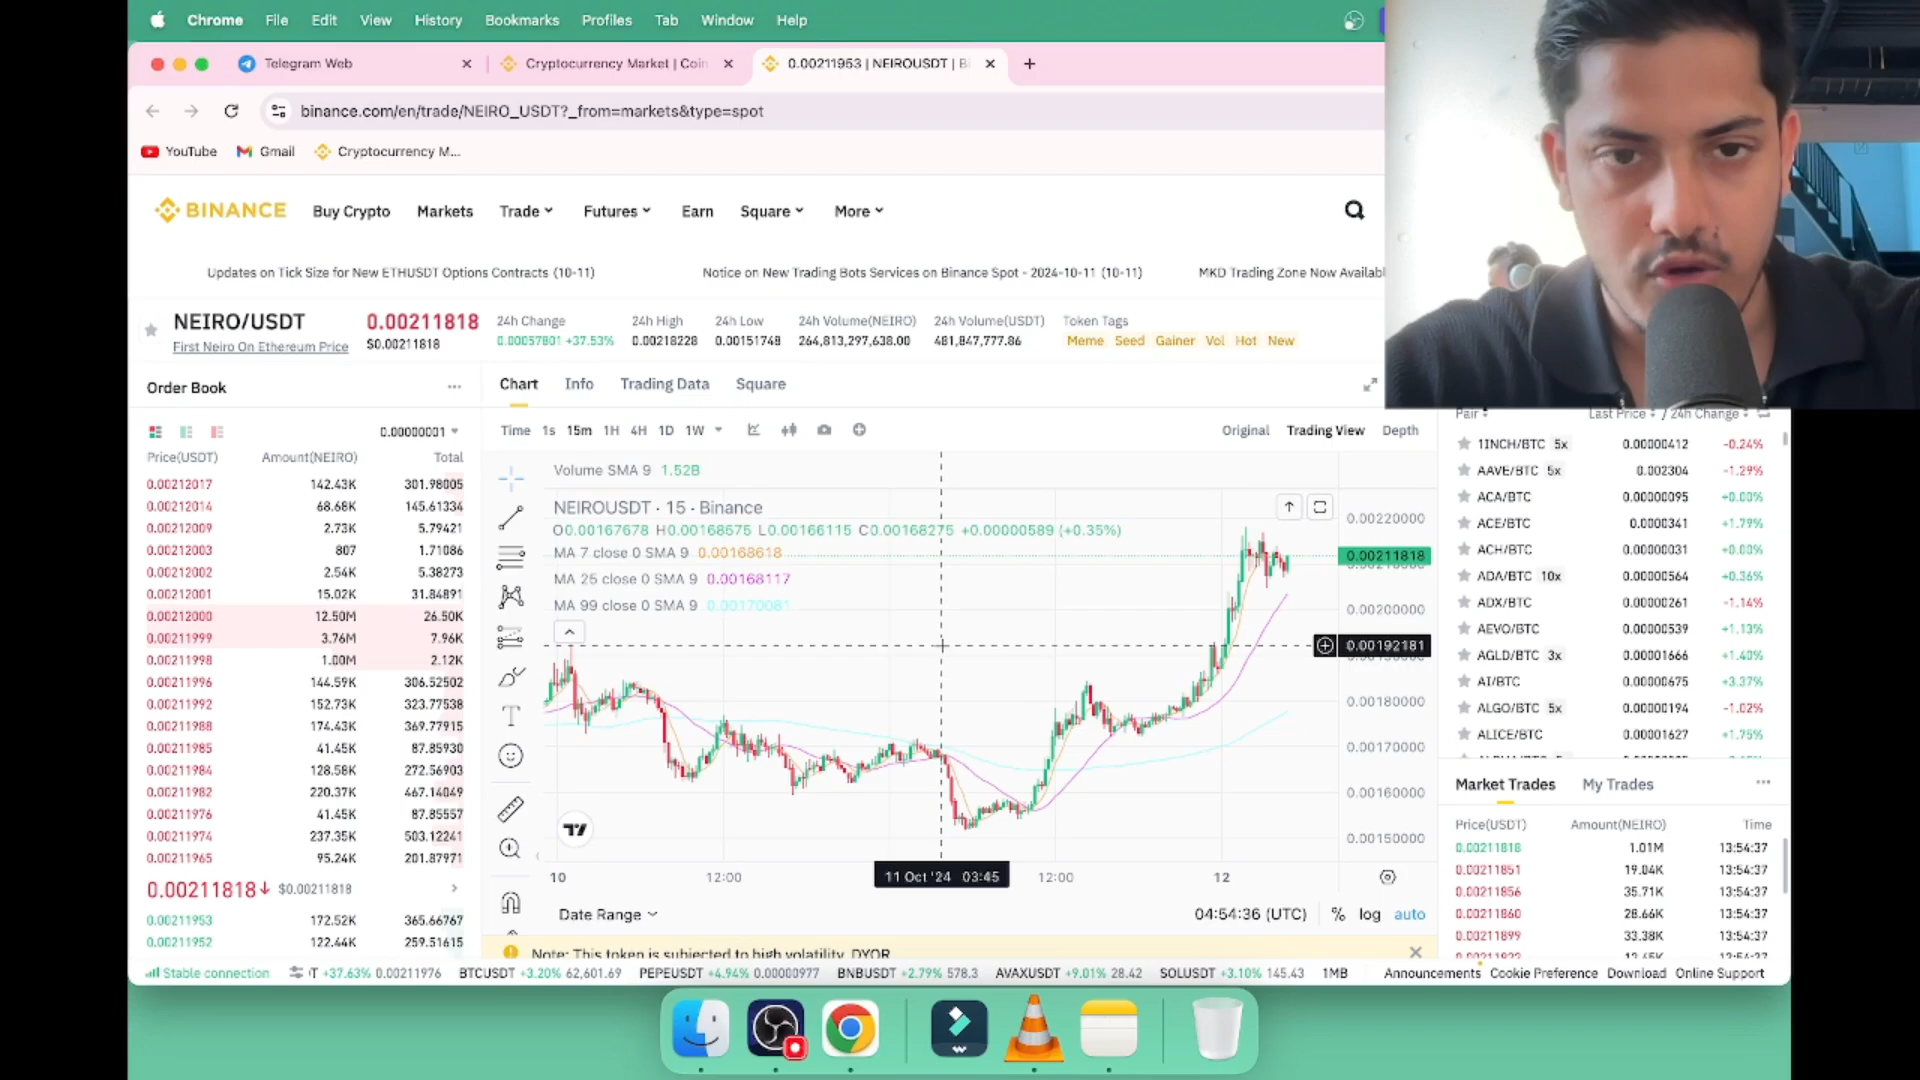 Chrome File Edit View History Bookmarks Profiles Tab Window Help
Telegram Web
Cryptocurrency Market | Coin
0.00211953 | NEIROUSDT | Bi
binance.com/en/trade/NEIRO_USDT?_from=markets&type=spot
YouTube Gmail Cryptocurrency M...
BINANCE Buy Crypto Markets Trade Futures Earn Square More
Updates on Tick Size for New ETHUSDT Options Contracts (10-11) Notice on New Trading Bots Services on Binance Spot - 2024-10-11 (10-11) MKD Trading Zone Now Availabl
NEIRO/USDT
First Neiro On Ethereum Price
0.00211818
$0.00211818
24h Change
0.00057801 +37.53%
24h High
0.00218228
24h Low
0.00151748
24h Volume(NEIRO)
264,813,297,638.00
24h Volume(USDT)
481,847,777.86
Token Tags
Meme Seed Gainer Vol Hot New
Order Book
0.00000001
Price(USDT) Amount(NEIRO) Total
0.00212017 142.43K 301.98005
0.00212014 68.68K 145.61334
0.00212009 2.73K 5.79421
0.00212003 807 1.71086
0.00212002 2.54K 5.38273
0.00212001 15.02K 31.84891
0.00212000 12.50M 26.50K
0.00211999 3.76M 7.96K
0.00211998 1.00M 2.12K
0.00211996 144.59K 306.52502
0.00211992 152.73K 323.77538
0.00211988 174.43K 369.77915
0.00211985 41.45K 87.85930
0.00211984 128.58K 272.56903
0.00211982 220.37K 467.14049
0.00211976 41.45K 87.85557
0.00211974 237.35K 503.12241
0.00211965 95.24K 201.87971
0.00211818↓ $0.00211818
0.00211953 172.52K 365.66767
0.00211952 122.44K 259.51615
Chart Info Trading Data Square
Time 1s 15m 1H 4H 1D 1W
Original Trading View Depth
Volume SMA 9 1.52B
NEIROUSDT · 15 · Binance
O0.00167678 H0.00168575 L0.00166115 C0.00168275 +0.00000589 (+0.35%)
MA 7 close 0 SMA 9 0.00168618
MA 25 close 0 SMA 9 0.00168117
MA 99 close 0 SMA 9 0.00170081
0.00220000
0.00211818
0.00200000
0.00192181
0.00180000
0.00170000
0.00160000
0.00150000
10 12:00 11 Oct '24 03:45 12:00 12
Date Range 04:54:36 (UTC) % log auto
Note: This token is subjected to high volatility. DYOR
Pair Last Price / 24h Change
1INCH/BTC 5x 0.00000412 -0.24%
AAVE/BTC 5x 0.002304 -1.29%
ACA/BTC 0.00000095 +0.00%
ACE/BTC 0.0000341 +1.79%
ACH/BTC 0.00000031 +0.00%
ADA/BTC 10x 0.00000564 +0.36%
ADX/BTC 0.00000261 -1.14%
AEVO/BTC 0.00000539 +1.13%
AGLD/BTC 3x 0.00001666 +1.40%
AI/BTC 0.00000675 +3.37%
ALGO/BTC 5x 0.00000194 -1.02%
ALICE/BTC 0.00001627 +1.75%
Market Trades My Trades
Price(USDT) Amount(NEIRO) Time
0.00211818 1.01M 13:54:37
0.00211851 19.04K 13:54:37
0.00211856 35.71K 13:54:37
0.00211860 28.66K 13:54:37
0.00211899 33.38K 13:54:37
Stable connection T +37.63% 0.00211976 BTCUSDT +3.20% 62,601.69 PEPEUSDT +4.94% 0.00000977 BNBUSDT +2.79% 578.3 AVAXUSDT +9.01% 28.42 SOLUSDT +3.10% 145.43 1MB Announcements Cookie Preference Download Online Support